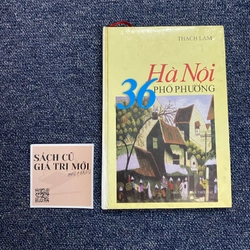 THẠCH LAM
Hà Nội
36
PHỐ PHƯỜNG
SÁCH CŨ
GIÁ TRỊ MỚI